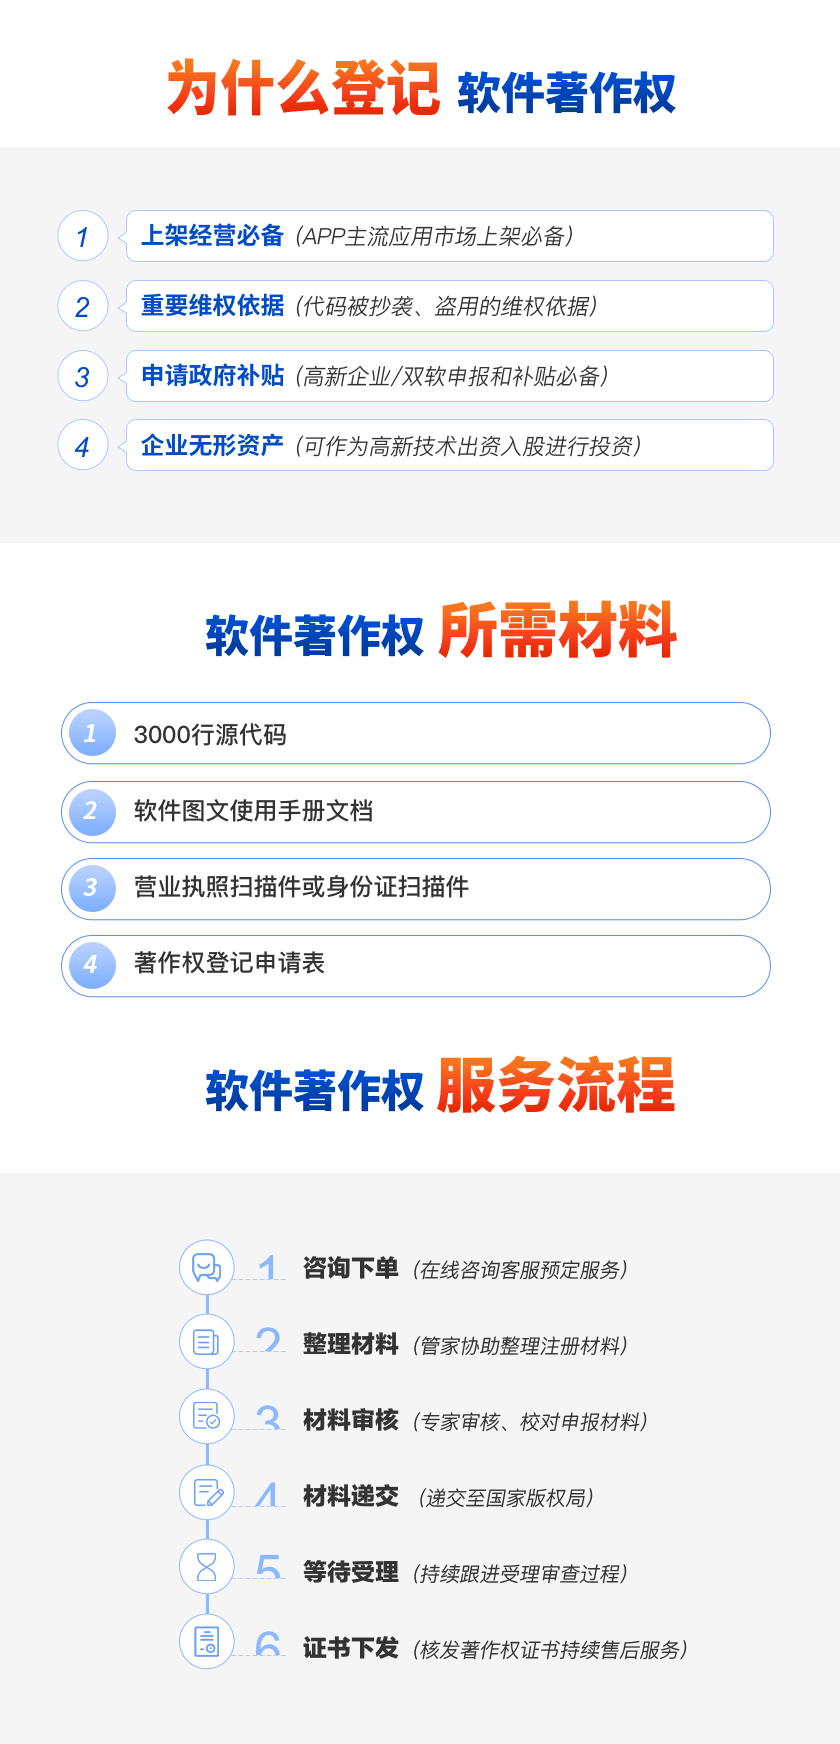 为什么登记 软件著作权
1 上架经营必备 (APP主流应用市场上架必备)
2 重要维权依据 (代码被抄袭、盗用的维权依据)
3 申请政府补贴 (高新企业/双软申报和补贴必备)
4 企业无形资产 (可作为高新技术出资入股进行投资)
软件著作权 所需材料
1 3000行源代码
2 软件图文使用手册文档
3 营业执照扫描件或身份证扫描件
4 著作权登记申请表
软件著作权 服务流程
1 咨询下单 (在线咨询客服预定服务)
2 整理材料 (管家协助整理注册材料)
3 材料审核 (专家审核、校对申报材料)
4 材料递交 (递交至国家版权局)
5 等待受理 (持续跟进受理审查过程)
6 证书下发 (核发著作权证书持续售后服务)